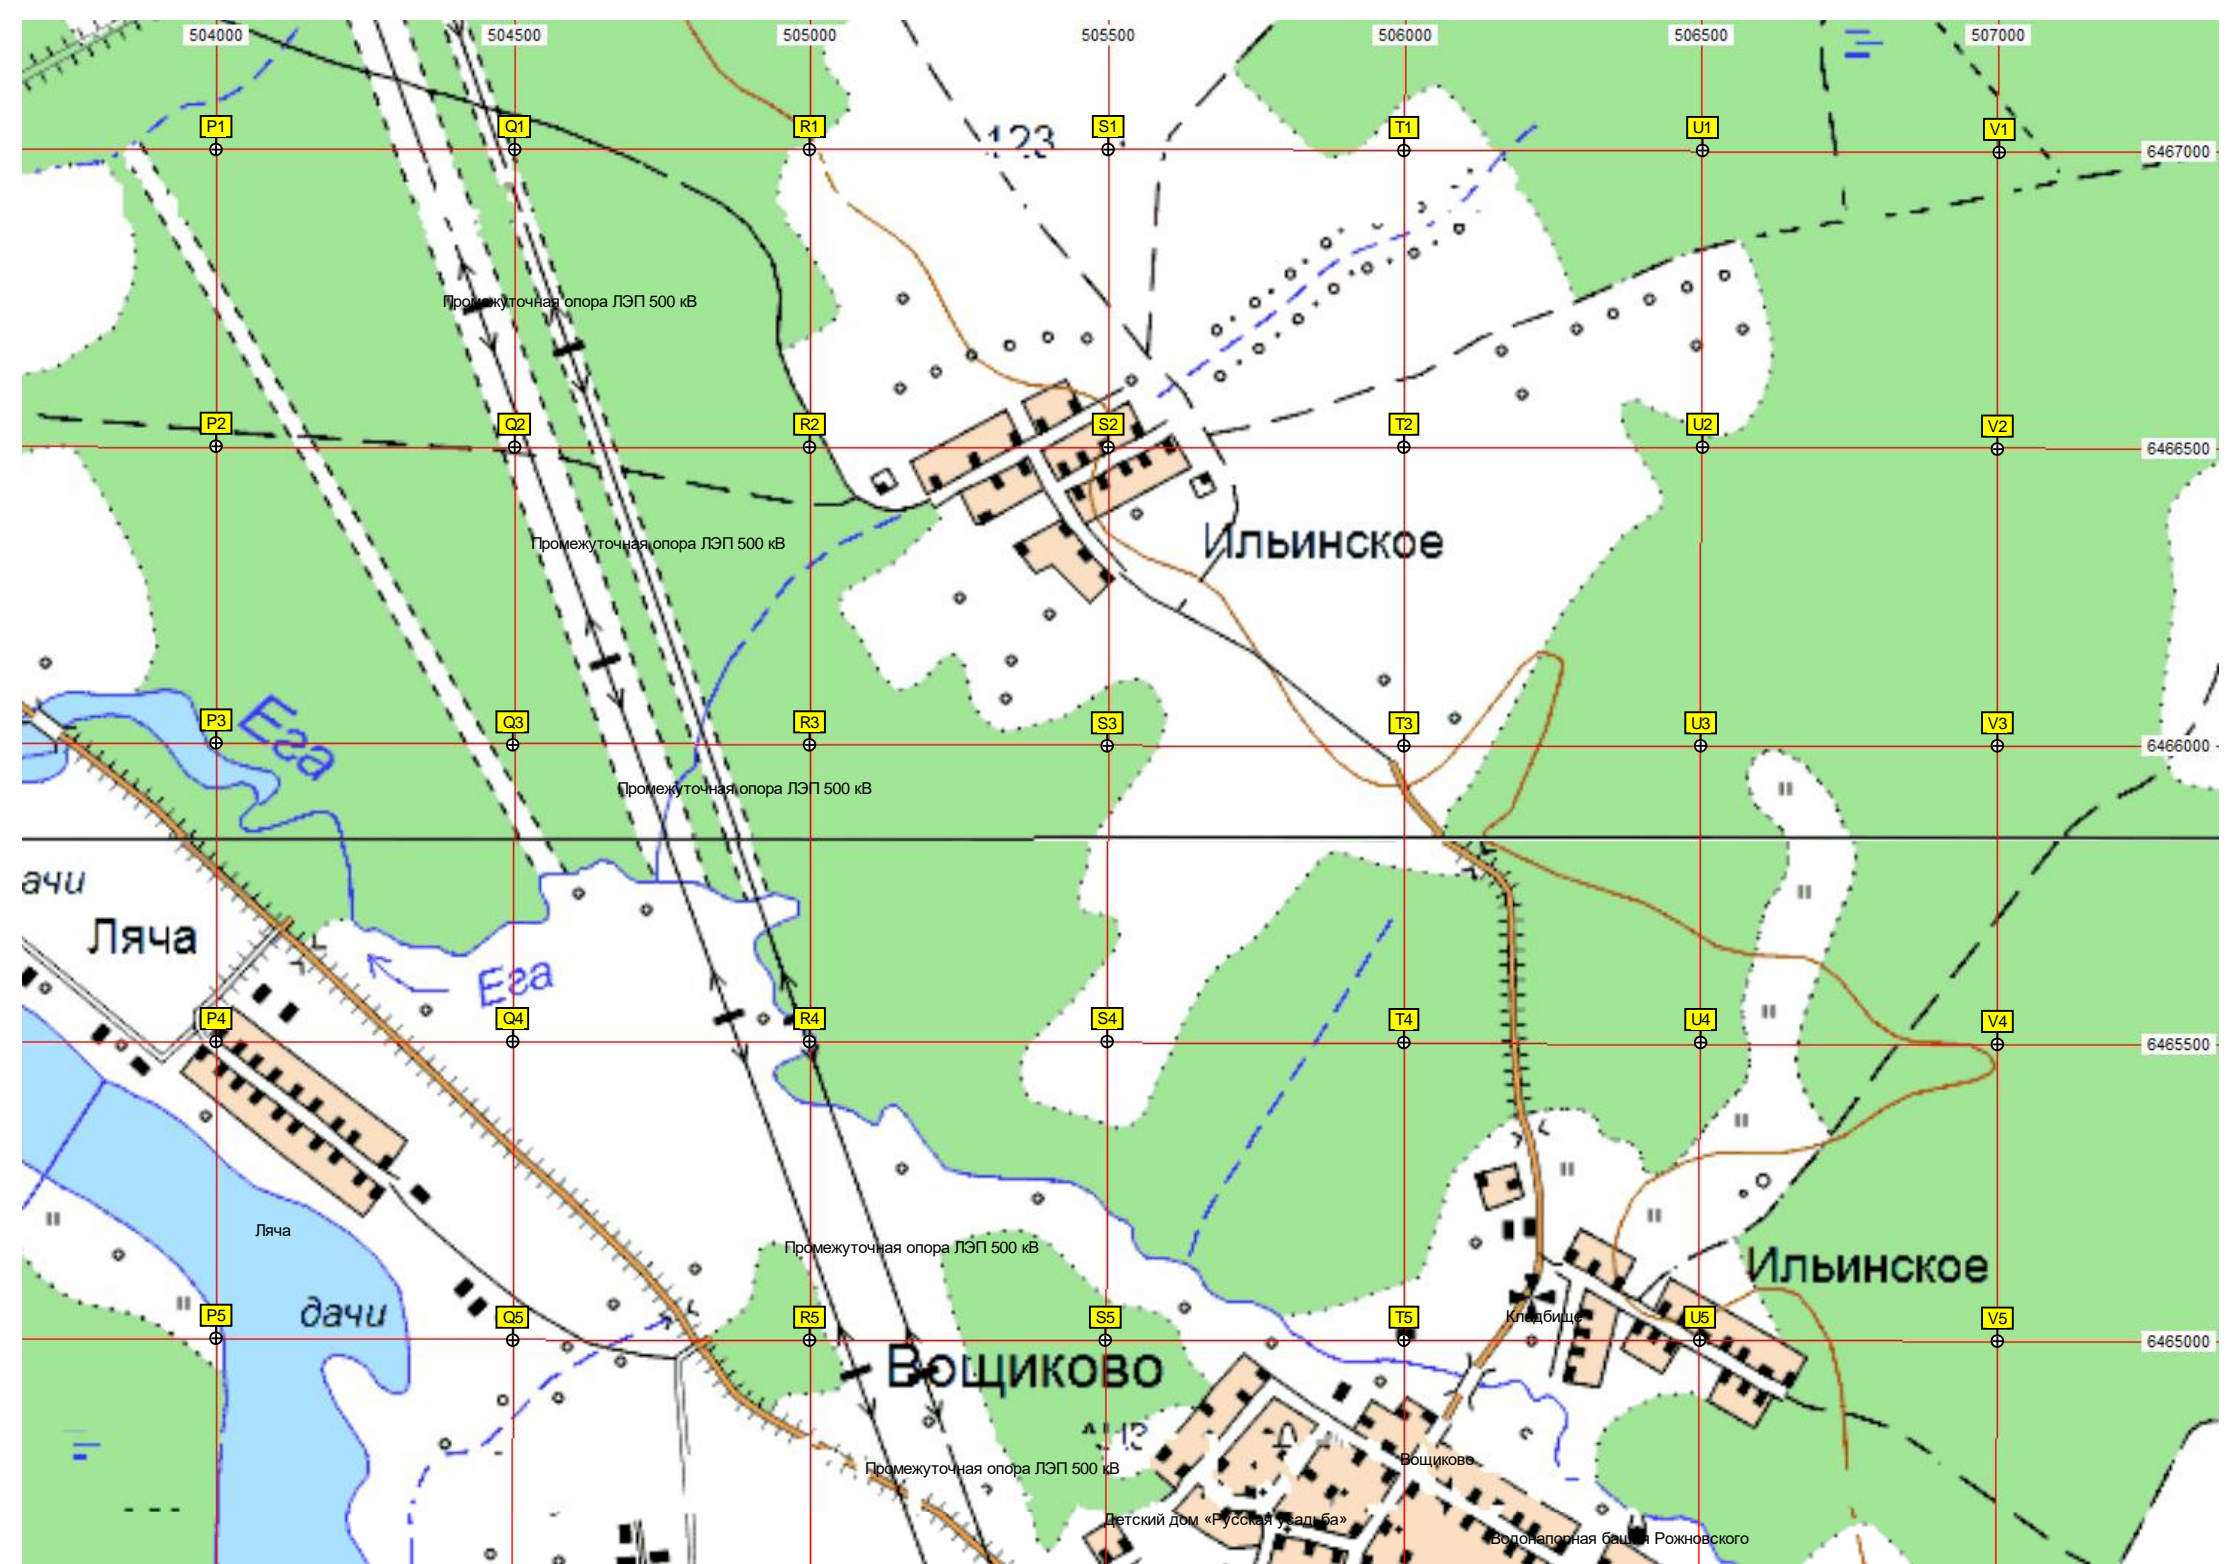 504000 504500 505000 505500 506000 506500 507000
P1 Q1 R1 S1 T1 U1 V1
123
6467000
Промежуточная опора ЛЭП 500 кВ
P2 Q2 R2 S2 T2 U2 V2
6466500
Промежуточная опора ЛЭП 500 кВ
Ильинское
P3 Q3 R3 S3 T3 U3 V3
Ега
6466000
Промежуточная опора ЛЭП 500 кВ
ачи
Ляча
Ега
P4 Q4 R4 S4 T4 U4 V4
6465500
Ляча
Промежуточная опора ЛЭП 500 кВ
Ильинское
дачи
P5 Q5 R5 S5 T5 Кладбище U5 V5
6465000
Вощиково
Вощиково
Промежуточная опора ЛЭП 500 кВ
Детский дом «Русская усадьба»
Водонапорная башня Рожновского